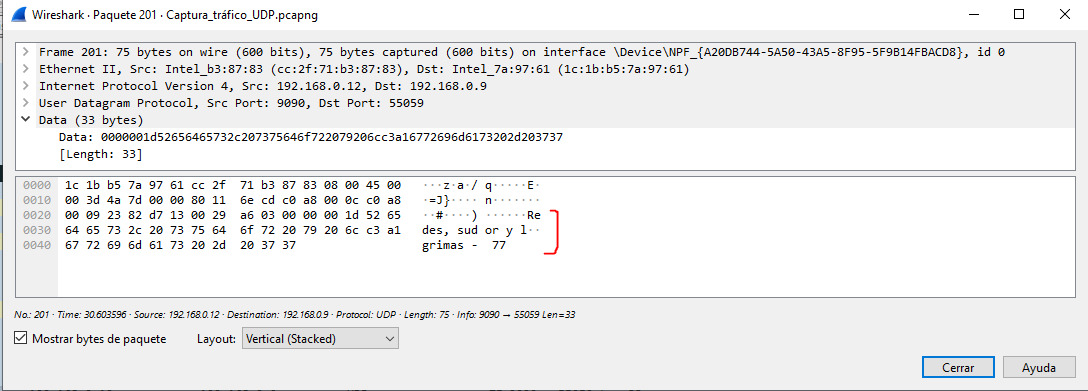 Wireshark · Paquete 201 · Captura_tráfico_UDP.pcapng
Frame 201: 75 bytes on wire (600 bits), 75 bytes captured (600 bits) on interface \Device\NPF_{A20DB744-5A50-43A5-8F95-5F9B14FBACD8}, id 0
Ethernet II, Src: Intel_b3:87:83 (cc:2f:71:b3:87:83), Dst: Intel_7a:97:61 (1c:1b:b5:7a:97:61)
Internet Protocol Version 4, Src: 192.168.0.12, Dst: 192.168.0.9
User Datagram Protocol, Src Port: 9090, Dst Port: 55059
Data (33 bytes)
Data: 0000001d52656465732c207375646f722079206cc3a16772696d6173202d203737
[Length: 33]
0000 1c 1b b5 7a 97 61 cc 2f 71 b3 87 83 08 00 45 00 ···z·a·/ q·····E·
0010 00 3d 4a 7d 00 00 80 11 6e cd c0 a8 00 0c c0 a8 ·=J}···· n·······
0020 00 09 23 82 d7 13 00 29 a6 03 00 00 00 1d 52 65 ··#····) ······Re
0030 64 65 73 2c 20 73 75 64 6f 72 20 79 20 6c c3 a1 des, sud or y l··
0040 67 72 69 6d 61 73 20 2d 20 37 37 grimas - 77
No.: 201 · Time: 30.603596 · Source: 192.168.0.12 · Destination: 192.168.0.9 · Protocol: UDP · Length: 75 · Info: 9090 → 55059 Len=33
Mostrar bytes de paquete Layout: Vertical (Stacked)
Cerrar Ayuda